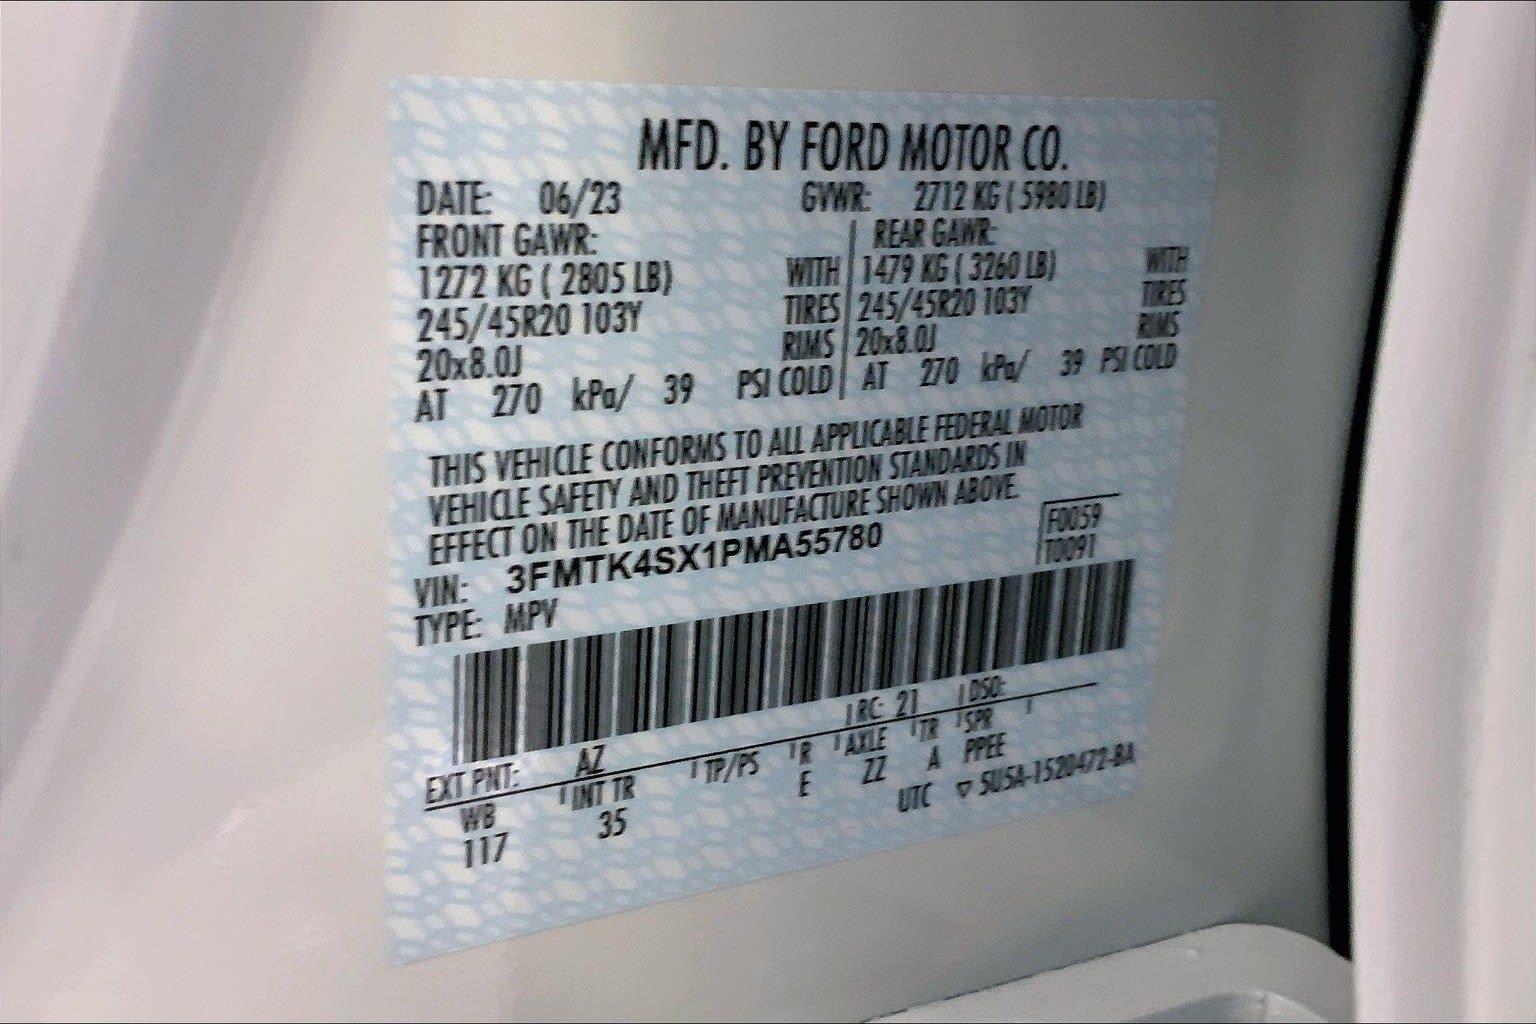 MFD. BY FORD MOTOR CO.
DATE: 06/23 GVWR: 2712 KG ( 5980 LB)
FRONT GAWR: REAR GAWR:
1272 KG ( 2805 LB) WITH 1479 KG ( 3260 LB) WITH
245/45R20 103Y TIRES 245/45R20 103Y TIRES
20x8.0J RIMS 20x8.0J RIMS
AT 270 kPa/ 39 PSI COLD AT 270 kPa/ 39 PSI COLD
THIS VEHICLE CONFORMS TO ALL APPLICABLE FEDERAL MOTOR
VEHICLE SAFETY AND THEFT PREVENTION STANDARDS IN
EFFECT ON THE DATE OF MANUFACTURE SHOWN ABOVE.
VIN: 3FMTK4SX1PMA55780
F0059
T0091
TYPE: MPV
EXT PNT: AZ RC: 21 DSO:
WB INT TR TP/PS R AXLE TR SPR
117 35 E ZZ A PPEE
UTC ▽ 5U5A-1520472-BA